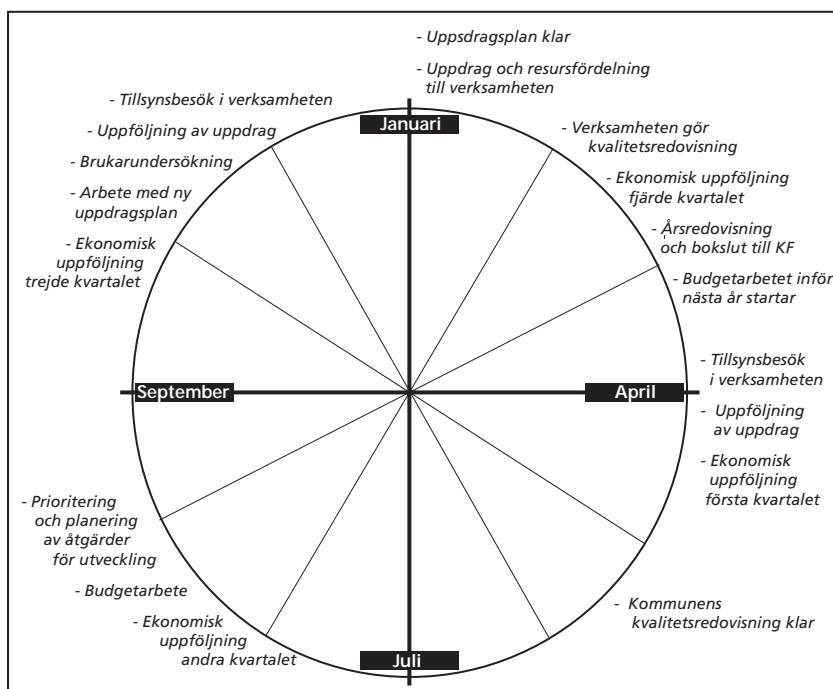 - Uppsdragsplan klar
- Uppdrag och resursfördelning
till verksamheten
Januari
- Verksamheten gör
kvalitetsredovisning
- Ekonomisk uppföljning
fjärde kvartalet
- Årsredovisning
och bokslut till KF
- Budgetarbetet inför
nästa år startar
April
- Tillsynsbesök
i verksamheten
- Uppföljning
av uppdrag
- Ekonomisk
uppföljning
första kvartalet
- Kommunens
kvalitetsredovisning klar
Juli
- Ekonomisk
uppföljning
andra kvartalet
- Budgetarbete
- Prioritering
och planering
av åtgärder
för utveckling
September
- Ekonomisk
uppföljning
trejde kvartalet
- Arbete med ny
uppdragsplan
- Brukarundersökning
- Uppföljning av uppdrag
- Tillsynsbesök i verksamheten